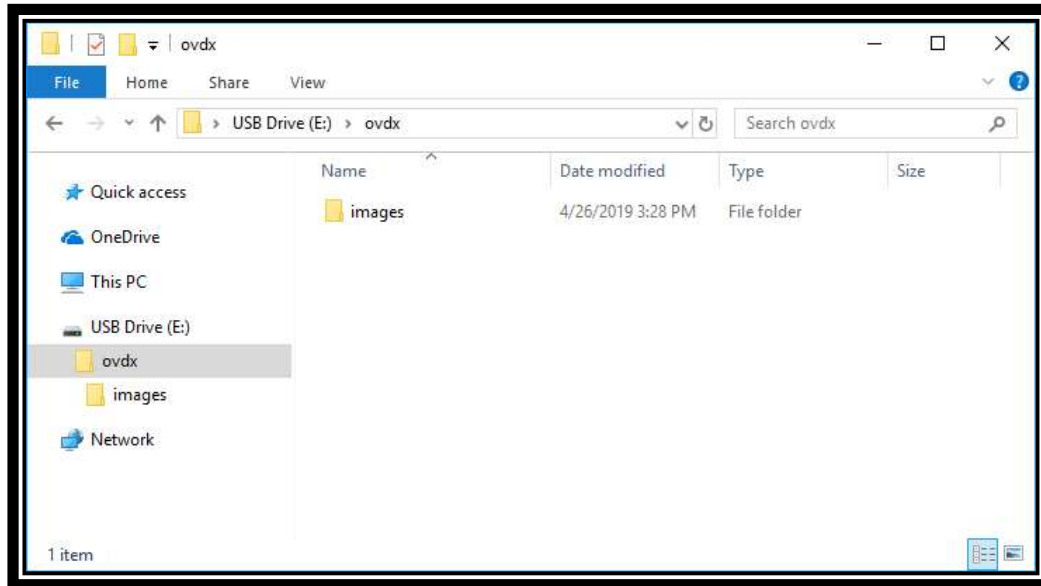 ovdx
File Home Share View
USB Drive (E:) ovdx Search ovdx
Name Date modified Type Size
Quick access
images 4/26/2019 3:28 PM File folder
OneDrive
This PC
USB Drive (E:)
ovdx
images
Network
1 item